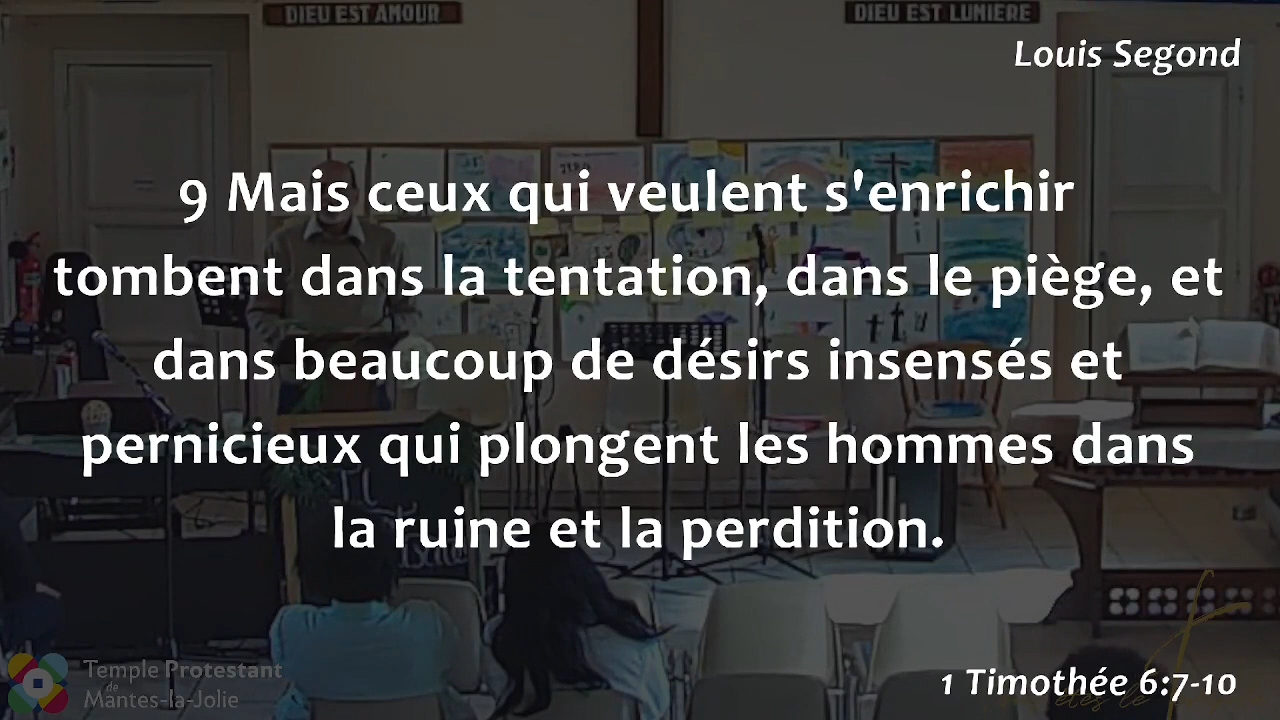 DIEU EST AMOUR
DIEU EST LUMIERE
Louis Segond
9 Mais ceux qui veulent s'enrichir
tombent dans la tentation, dans le piège, et
dans beaucoup de désirs insensés et
pernicieux qui plongent les hommes dans
la ruine et la perdition.
Temple Protestant
de
Mantes-la-Jolie
1 Timothée 6:7-10